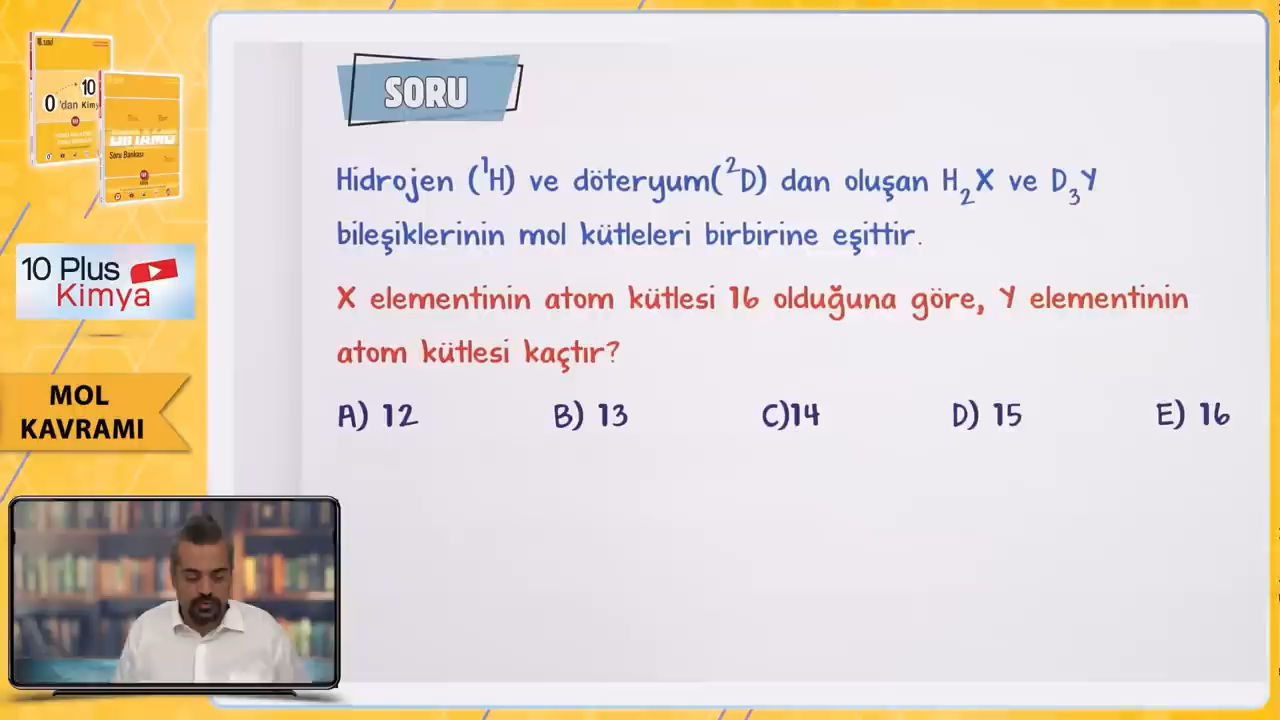 SORU
Hidrojen (¹H) ve döteryum(²D) dan oluşan H₂X ve D₃Y
bileşiklerinin mol kütleleri birbirine eşittir.
X elementinin atom kütlesi 16 olduğuna göre, Y elementinin
atom kütlesi kaçtır?
A) 12 B) 13 C)14 D) 15 E) 16
0 'dan 10
Soru Bankası
10 Plus
Kimya
MOL
KAVRAMI